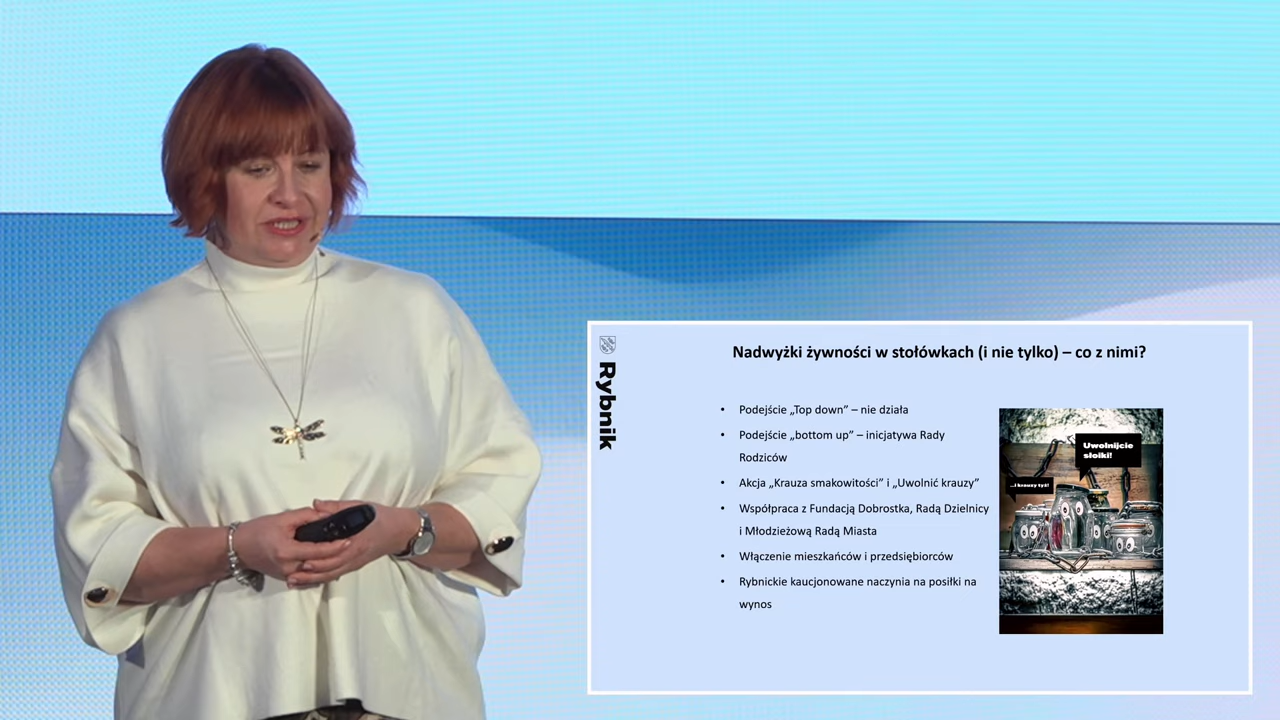 Rybnik
Nadwyżki żywności w stołówkach (i nie tylko) – co z nimi?
• Podejście „Top down” – nie działa
• Podejście „bottom up” – inicjatywa Rady
Rodziców
• Akcja „Krauza smakowitości” i „Uwolnić krauzy”
• Współpraca z Fundacją Dobrostka, Radą Dzielnicy
i Młodzieżową Radą Miasta
• Włączenie mieszkańców i przedsiębiorców
• Rybnickie kaucjonowane naczynia na posiłki na
wynos
Uwolnijcie
słoiki!
...i krauzy tyż!